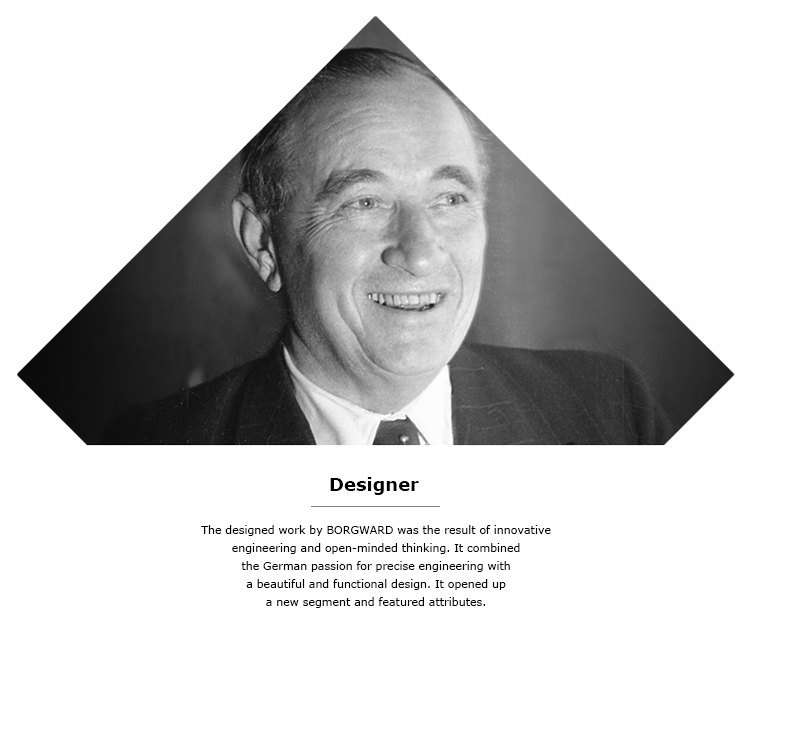 Designer
The designed work by BORGWARD was the result of innovative
engineering and open-minded thinking. It combined
the German passion for precise engineering with
a beautiful and functional design. It opened up
a new segment and featured attributes.